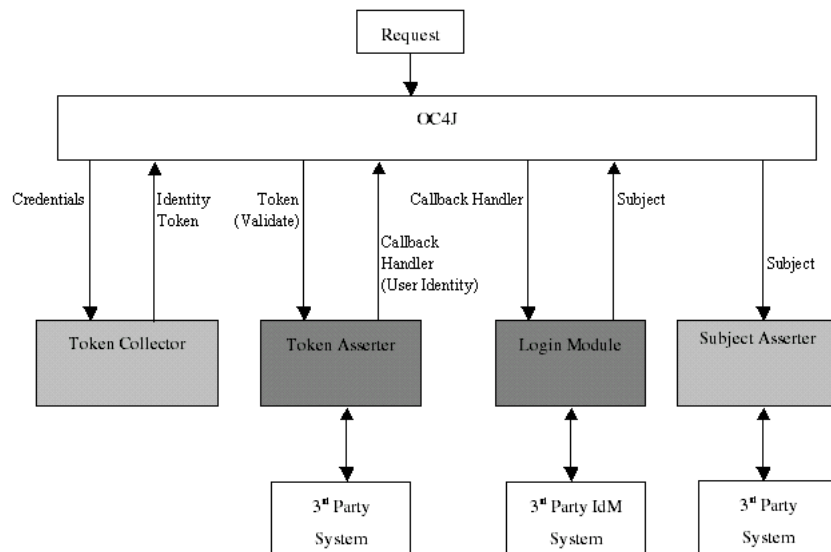 Request
OC4J
Credentials
Identity
Token
Token
(Validate)
Callback
Handler
(User Identity)
Callback Handler
Subject
Subject
Token Collector
Token Asserter
Login Module
Subject Asserter
3rd Party
System
3rd Party IdM
System
3rd Party
System